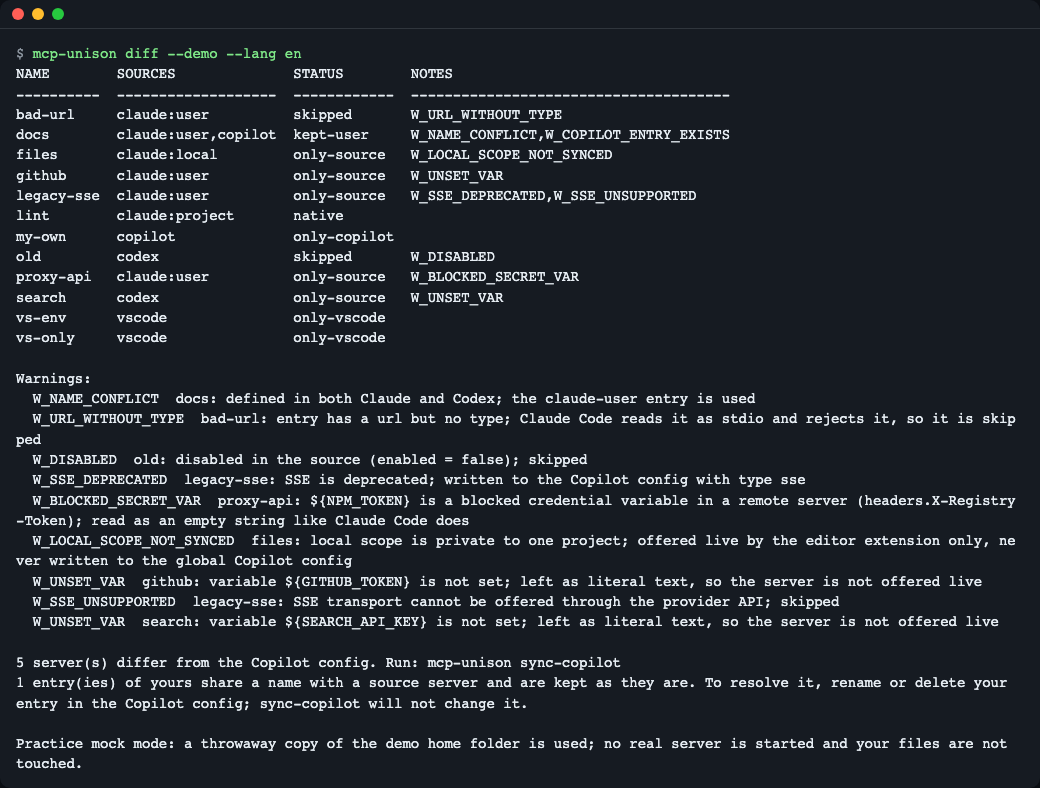 $ mcp-unison diff --demo --lang en
NAME        SOURCES              STATUS        NOTES
----------  -------------------  ------------  --------------------------------------
bad-url     claude:user          skipped       W_URL_WITHOUT_TYPE
docs        claude:user,copilot  kept-user     W_NAME_CONFLICT,W_COPILOT_ENTRY_EXISTS
files       claude:local         only-source   W_LOCAL_SCOPE_NOT_SYNCED
github      claude:user          only-source   W_UNSET_VAR
legacy-sse  claude:user          only-source   W_SSE_DEPRECATED,W_SSE_UNSUPPORTED
lint        claude:project       native
my-own      copilot              only-copilot
old         codex                skipped       W_DISABLED
proxy-api   claude:user          only-source   W_BLOCKED_SECRET_VAR
search      codex                only-source   W_UNSET_VAR
vs-env      vscode               only-vscode
vs-only     vscode               only-vscode

Warnings:
  W_NAME_CONFLICT  docs: defined in both Claude and Codex; the claude-user entry is used
  W_URL_WITHOUT_TYPE  bad-url: entry has a url but no type; Claude Code reads it as stdio and rejects it, so it is skip
ped
  W_DISABLED  old: disabled in the source (enabled = false); skipped
  W_SSE_DEPRECATED  legacy-sse: SSE is deprecated; written to the Copilot config with type sse
  W_BLOCKED_SECRET_VAR  proxy-api: ${NPM_TOKEN} is a blocked credential variable in a remote server (headers.X-Registry
-Token); read as an empty string like Claude Code does
  W_LOCAL_SCOPE_NOT_SYNCED  files: local scope is private to one project; offered live by the editor extension only, ne
ver written to the global Copilot config
  W_UNSET_VAR  github: variable ${GITHUB_TOKEN} is not set; left as literal text, so the server is not offered live
  W_SSE_UNSUPPORTED  legacy-sse: SSE transport cannot be offered through the provider API; skipped
  W_UNSET_VAR  search: variable ${SEARCH_API_KEY} is not set; left as literal text, so the server is not offered live

5 server(s) differ from the Copilot config. Run: mcp-unison sync-copilot
1 entry(ies) of yours share a name with a source server and are kept as they are. To resolve it, rename or delete your
entry in the Copilot config; sync-copilot will not change it.

Practice mock mode: a throwaway copy of the demo home folder is used; no real server is started and your files are not
touched.